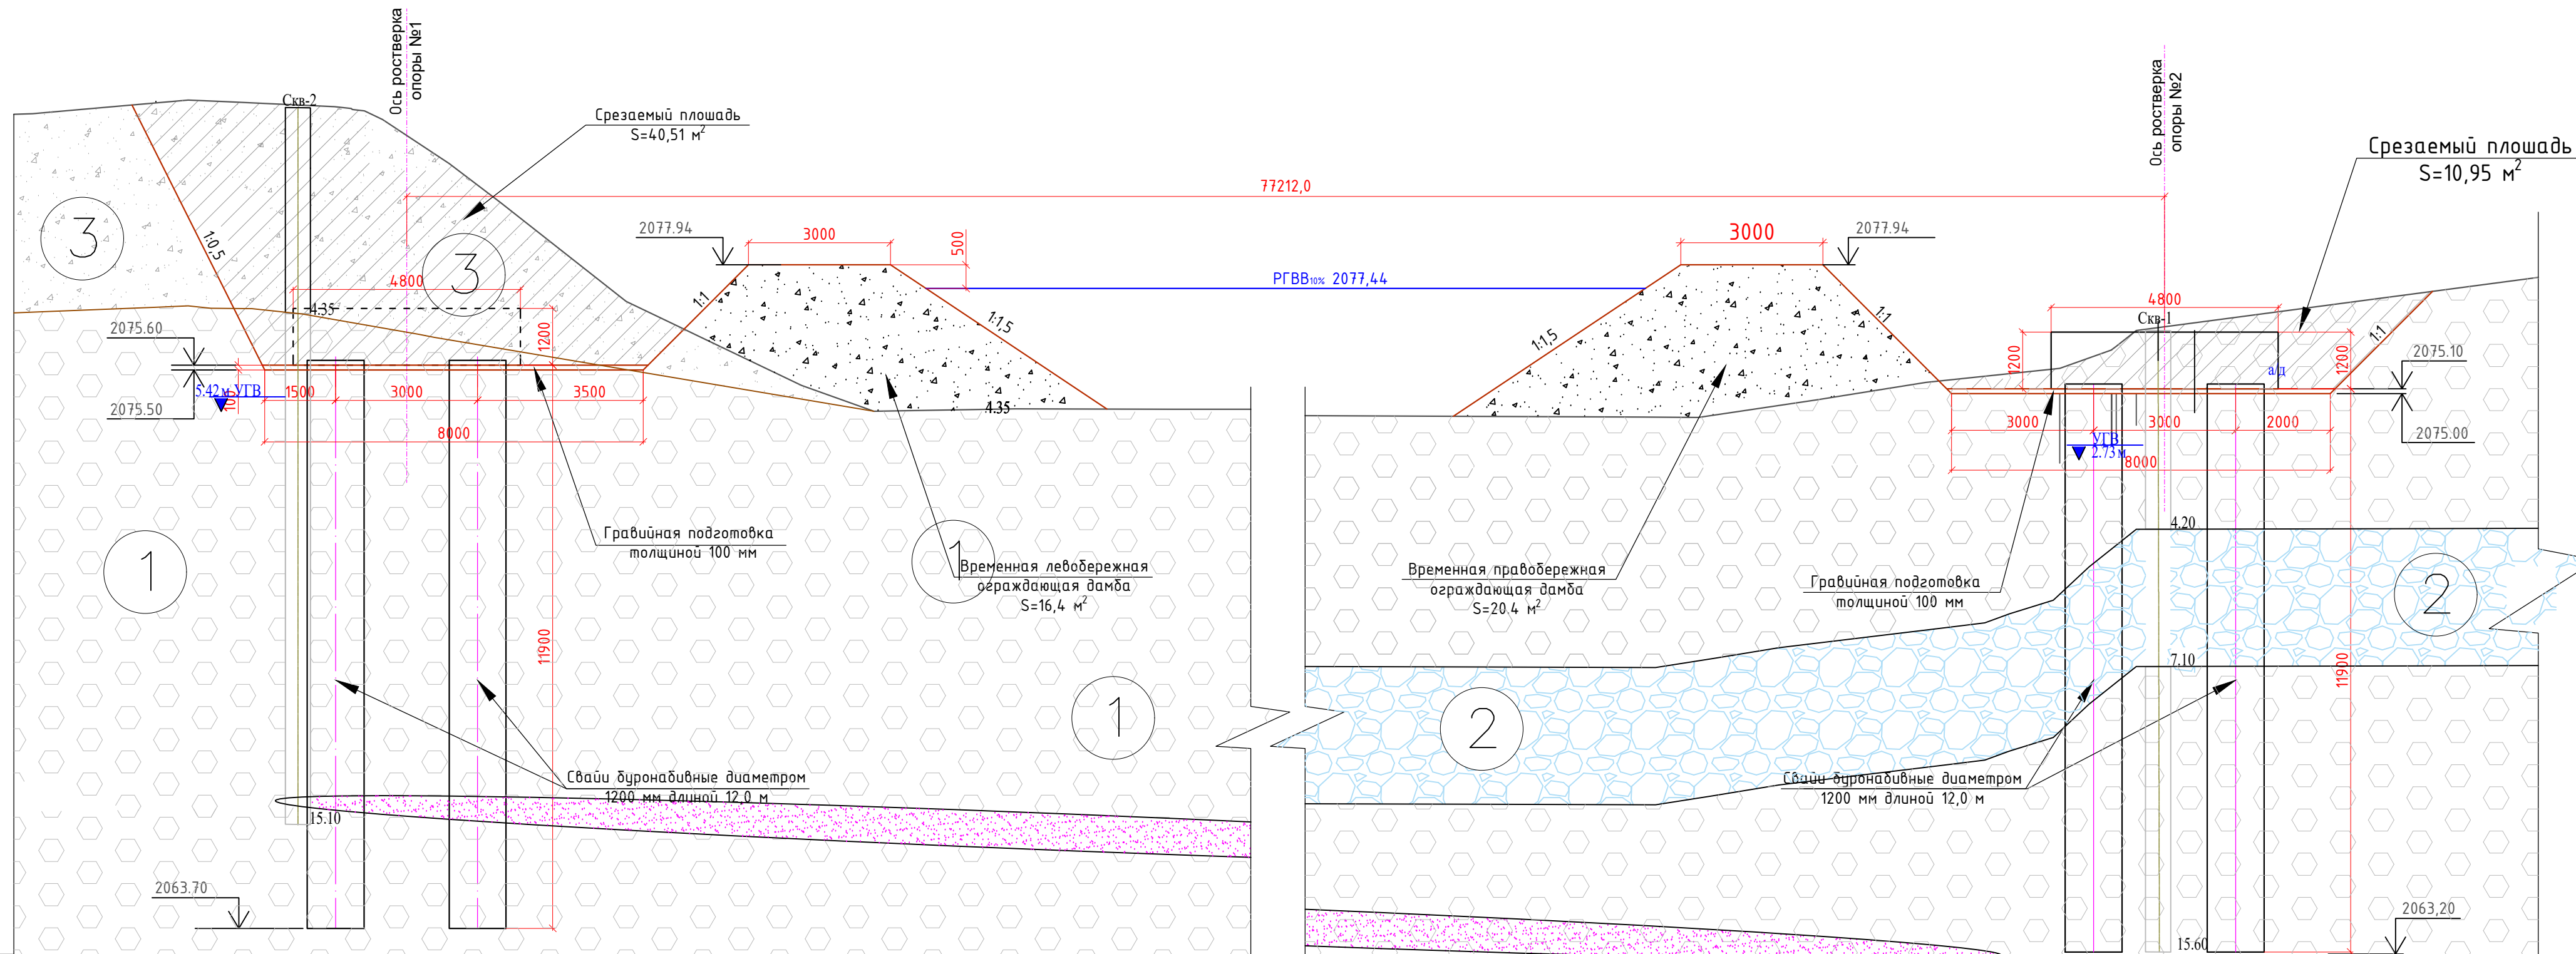 Ось ростверка
опоры №1
Скв-2
Срезаемый площадь
S=40,51 м²
3
1:0,5
3
4800
4.35
1200
2075.60
2075.50
5.42м УГВ
1500
3000
3500
8000
2077.94
3000
500
1:1
1:1,5
77212,0
РГВВ10% 2077,44
4.35
Гравийная подготовка
толщиной 100 мм
1
1
Временная левобережная
ограждающая дамба
S=16,4 м²
11900
1
Свайи буронабивные диаметром
1200 мм длиной 12,0 м
15.10
2063.70
Ось ростверка
опоры №2
Срезаемый площадь
S=10,95 м²
3000
2077.94
1:1,5
1:1
4800
Скв-1
1200
1200
1:1
а/д
2075.10
2075.00
3000
3000
2000
УГВ
2.73м
8000
Временная правобережная
ограждающая дамба
S=20.4 м²
Гравийная подготовка
толщиной 100 мм
4.20
2
7.10
11900
2
Свайи буронабивные диаметром
1200 мм длиной 12,0 м
15.60
2063,20